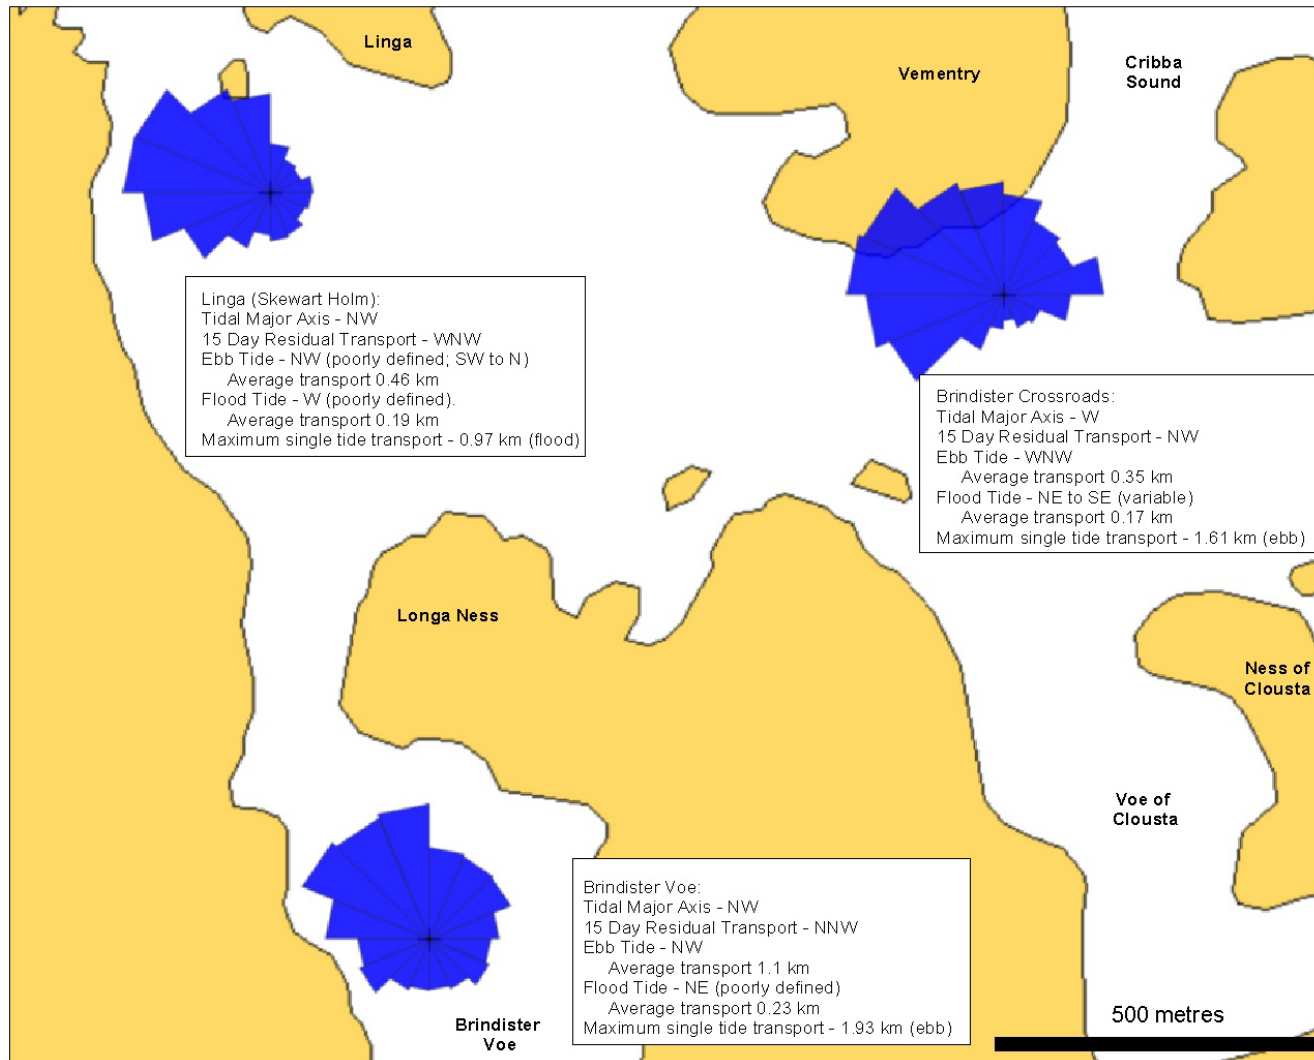 Linga
Vementry
Cribba
Sound
Linga (Skewart Holm):
Tidal Major Axis - NW
15 Day Residual Transport - WNW
Ebb Tide - NW (poorly defined; SW to N)
Average transport 0.46 km
Flood Tide - W (poorly defined).
Average transport 0.19 km
Maximum single tide transport - 0.97 km (flood)
Brindister Crossroads:
Tidal Major Axis - W
15 Day Residual Transport - NW
Ebb Tide - WNW
Average transport 0.35 km
Flood Tide - NE to SE (variable)
Average transport 0.17 km
Maximum single tide transport - 1.61 km (ebb)
Longa Ness
Ness of
Clousta
Voe of
Clousta
Brindister Voe:
Tidal Major Axis - NW
15 Day Residual Transport - NNW
Ebb Tide - NW
Average transport 1.1 km
Flood Tide - NE (poorly defined)
Average transport 0.23 km
Maximum single tide transport - 1.93 km (ebb)
Brindister
Voe
500 metres